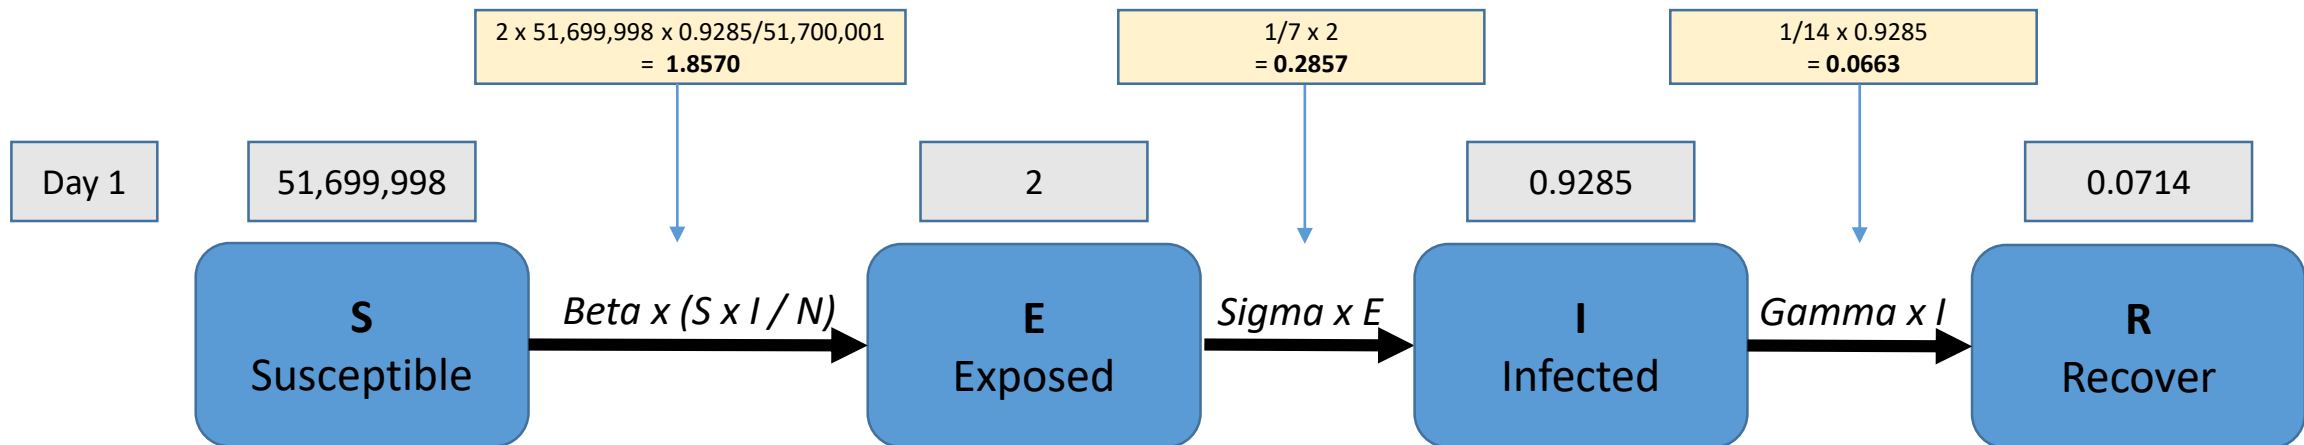 2 x 51,699,998 x 0.9285/51,700,001
= 1.8570
1/7 x 2
= 0.2857
1/14 x 0.9285
= 0.0663
Day 1
51,699,998
2
0.9285
0.0714
S
Susceptible
Beta x (S x I / N)
E
Exposed
Sigma x E
I
Infected
Gamma x I
R
Recover